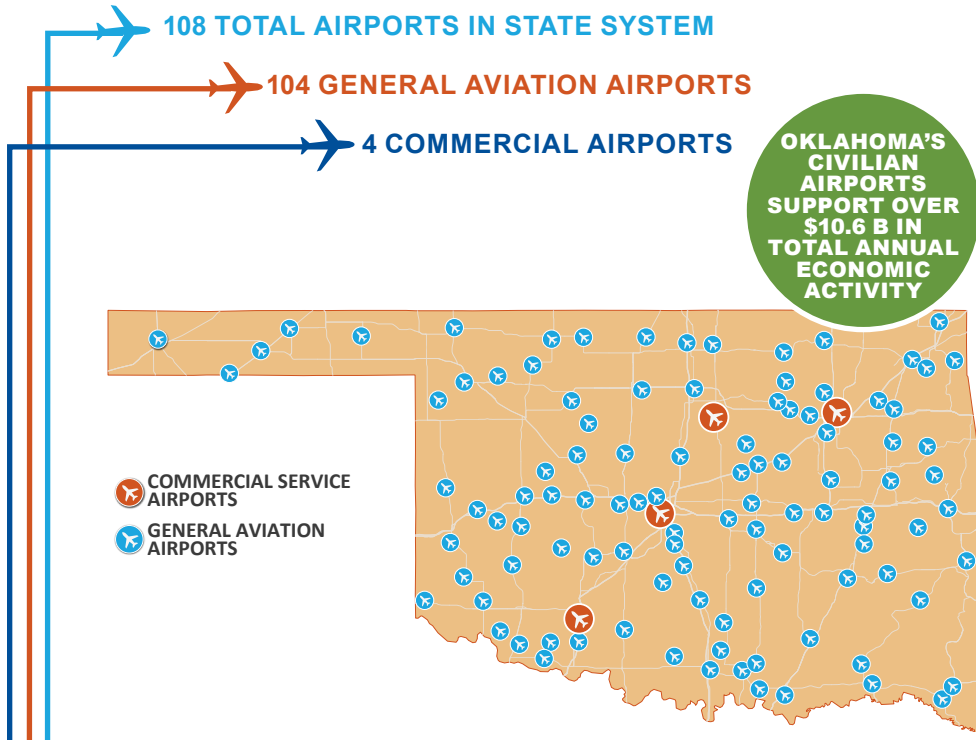 108 TOTAL AIRPORTS IN STATE SYSTEM
104 GENERAL AVIATION AIRPORTS
4 COMMERCIAL AIRPORTS
OKLAHOMA'S
CIVILIAN
AIRPORTS
SUPPORT OVER
$10.6 B IN
TOTAL ANNUAL
ECONOMIC
ACTIVITY
COMMERCIAL SERVICE
AIRPORTS
GENERAL AVIATION
AIRPORTS